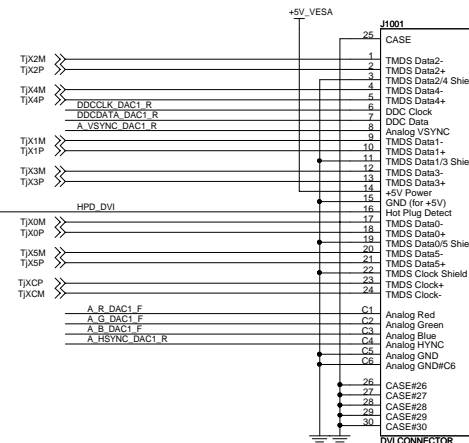 +5V_VESA
J1001
25 CASE
TjX2M 1 TMDS Data2-
TjX2P 2 TMDS Data2+
3 TMDS Data2/4 Shie
TjX4M 4 TMDS Data4-
TjX4P 5 TMDS Data4+
DDCCLK_DAC1_R 6 DDC Clock
DDCDATA_DAC1_R 7 DDC Data
A_VSYNC_DAC1_R 8 Analog VSYNC
TjX1M 9 TMDS Data1-
TjX1P 10 TMDS Data1+
11 TMDS Data1/3 Shie
TjX3M 12 TMDS Data3-
TjX3P 13 TMDS Data3+
14 +5V Power
15 GND (for +5V)
HPD_DVI 16 Hot Plug Detect
TjX0M 17 TMDS Data0-
TjX0P 18 TMDS Data0+
19 TMDS Data0/5 Shie
TjX5M 20 TMDS Data5-
TjX5P 21 TMDS Data5+
22 TMDS Clock Shield
TjXCP 23 TMDS Clock+
TjXCM 24 TMDS Clock-
A_R_DAC1_F C1 Analog Red
A_G_DAC1_F C2 Analog Green
A_B_DAC1_F C3 Analog Blue
A_HSYNC_DAC1_R C4 Analog HYNC
C5 Analog GND
C6 Analog GND#C6
26 CASE#26
27 CASE#27
28 CASE#28
29 CASE#29
30 CASE#30
DVI CONNECTOR